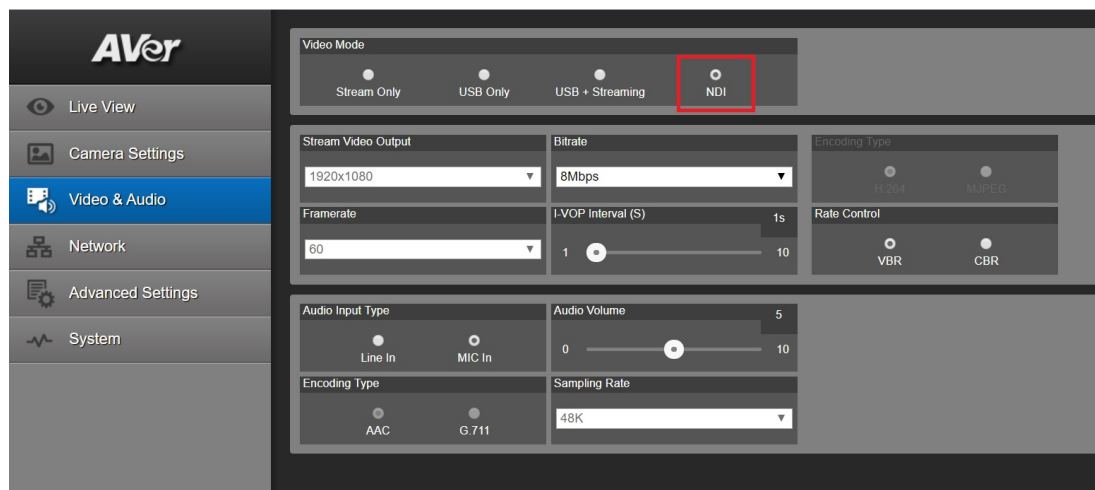 AVer
Live View
Camera Settings
Video & Audio
Network
Advanced Settings
System
Video Mode
Stream Only USB Only USB + Streaming NDI
Stream Video Output Bitrate Encoding Type
1920x1080 8Mbps H.264 MJPEG
Framerate I-VOP Interval (S) 1s Rate Control
60 1 10 VBR CBR
Audio Input Type Audio Volume 5
Line In MIC In 0 10
Encoding Type Sampling Rate
AAC G.711 48K